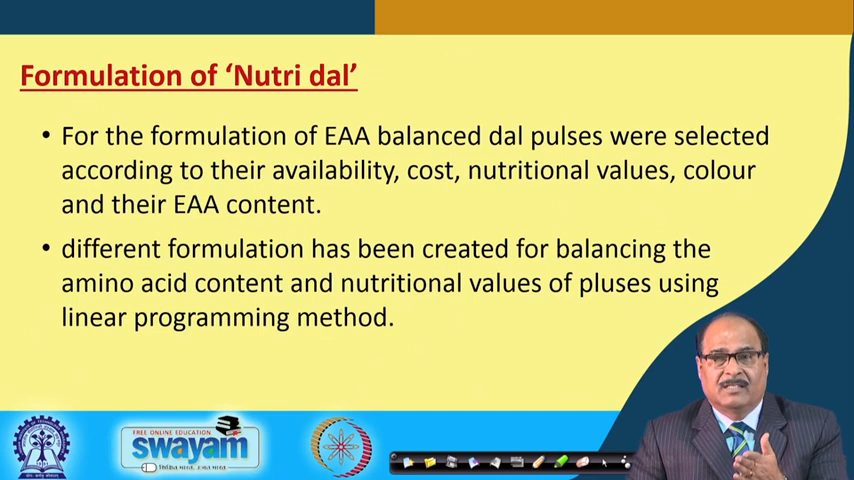 Formulation of ‘Nutri dal’
• For the formulation of EAA balanced dal pulses were selected
according to their availability, cost, nutritional values, colour
and their EAA content.
• different formulation has been created for balancing the
amino acid content and nutritional values of pluses using
linear programming method.
FREE ONLINE EDUCATION
swayam